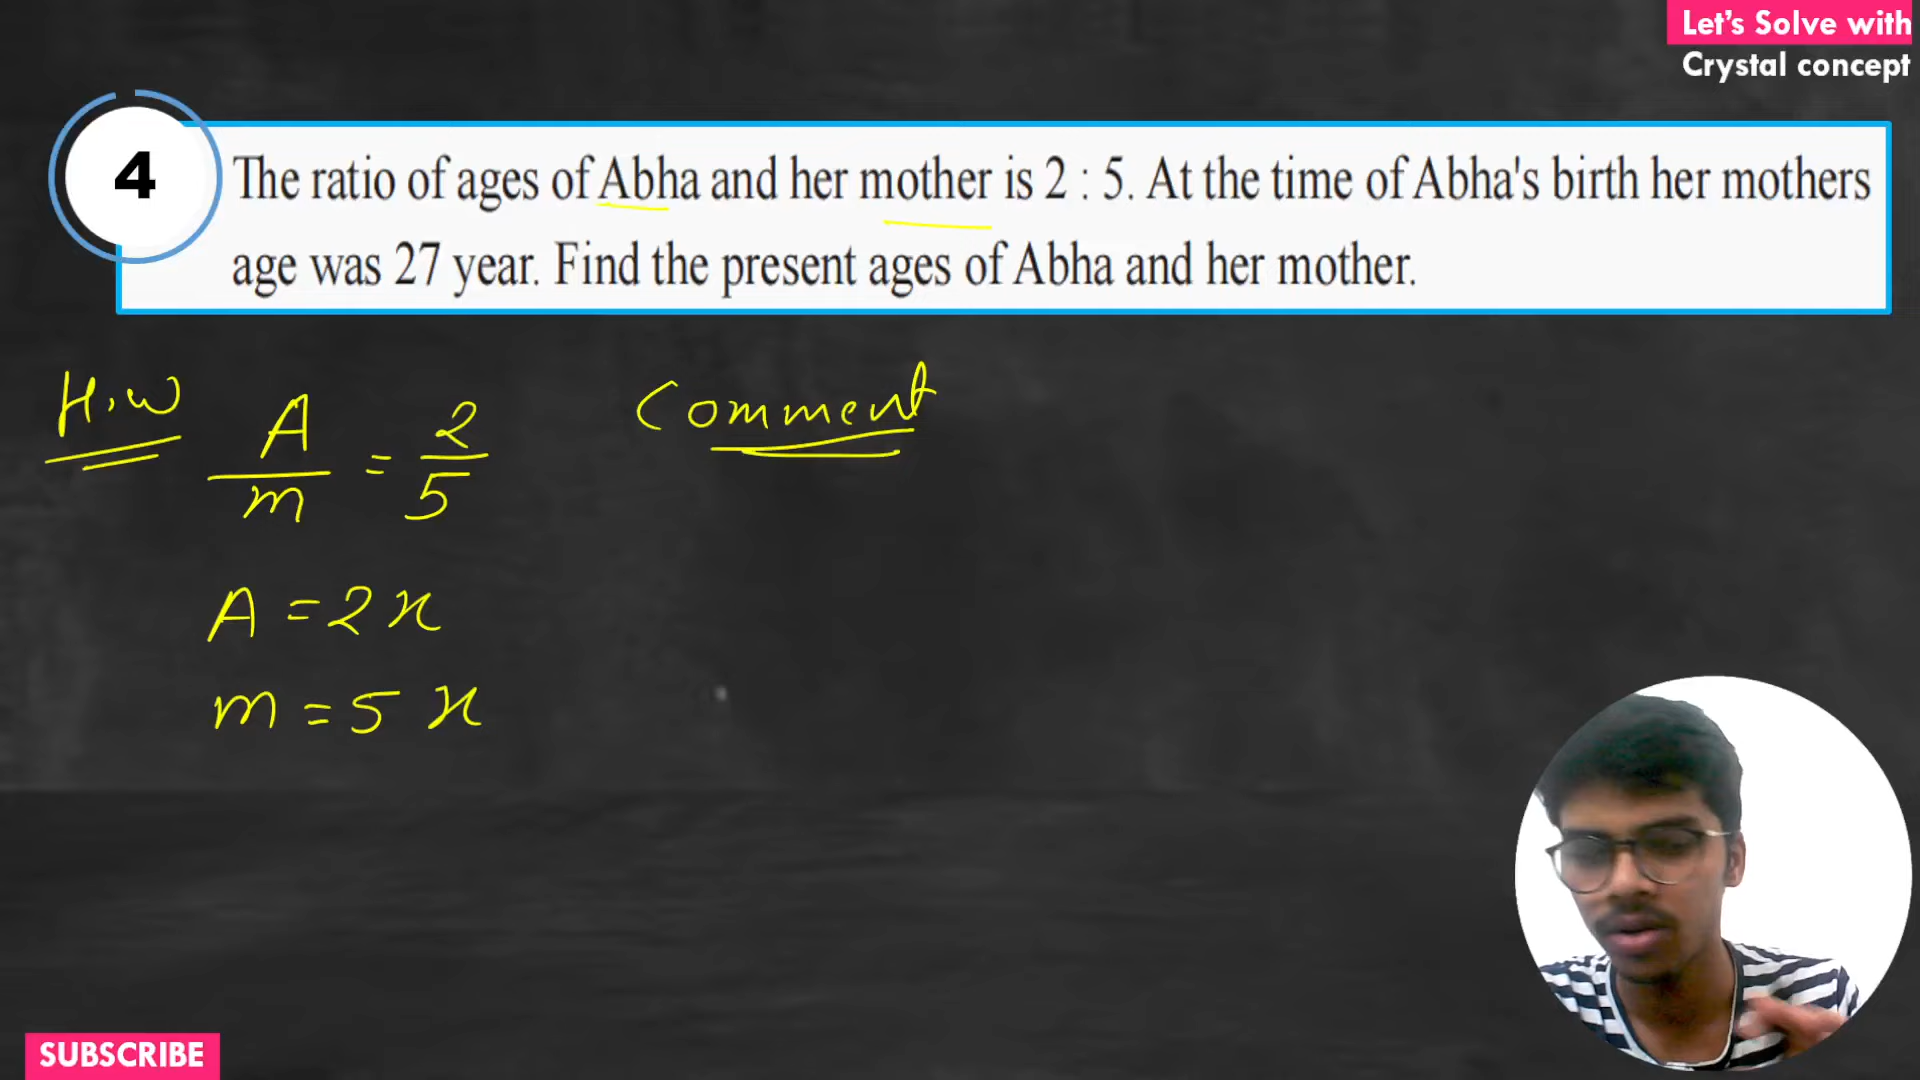 Let's Solve with
Crystal concept
4
The ratio of ages of Abha and her mother is 2 : 5. At the time of Abha's birth her mothers
age was 27 year. Find the present ages of Abha and her mother.
H.W
Comment
A/m = 2/5
A = 2x
m = 5x
SUBSCRIBE